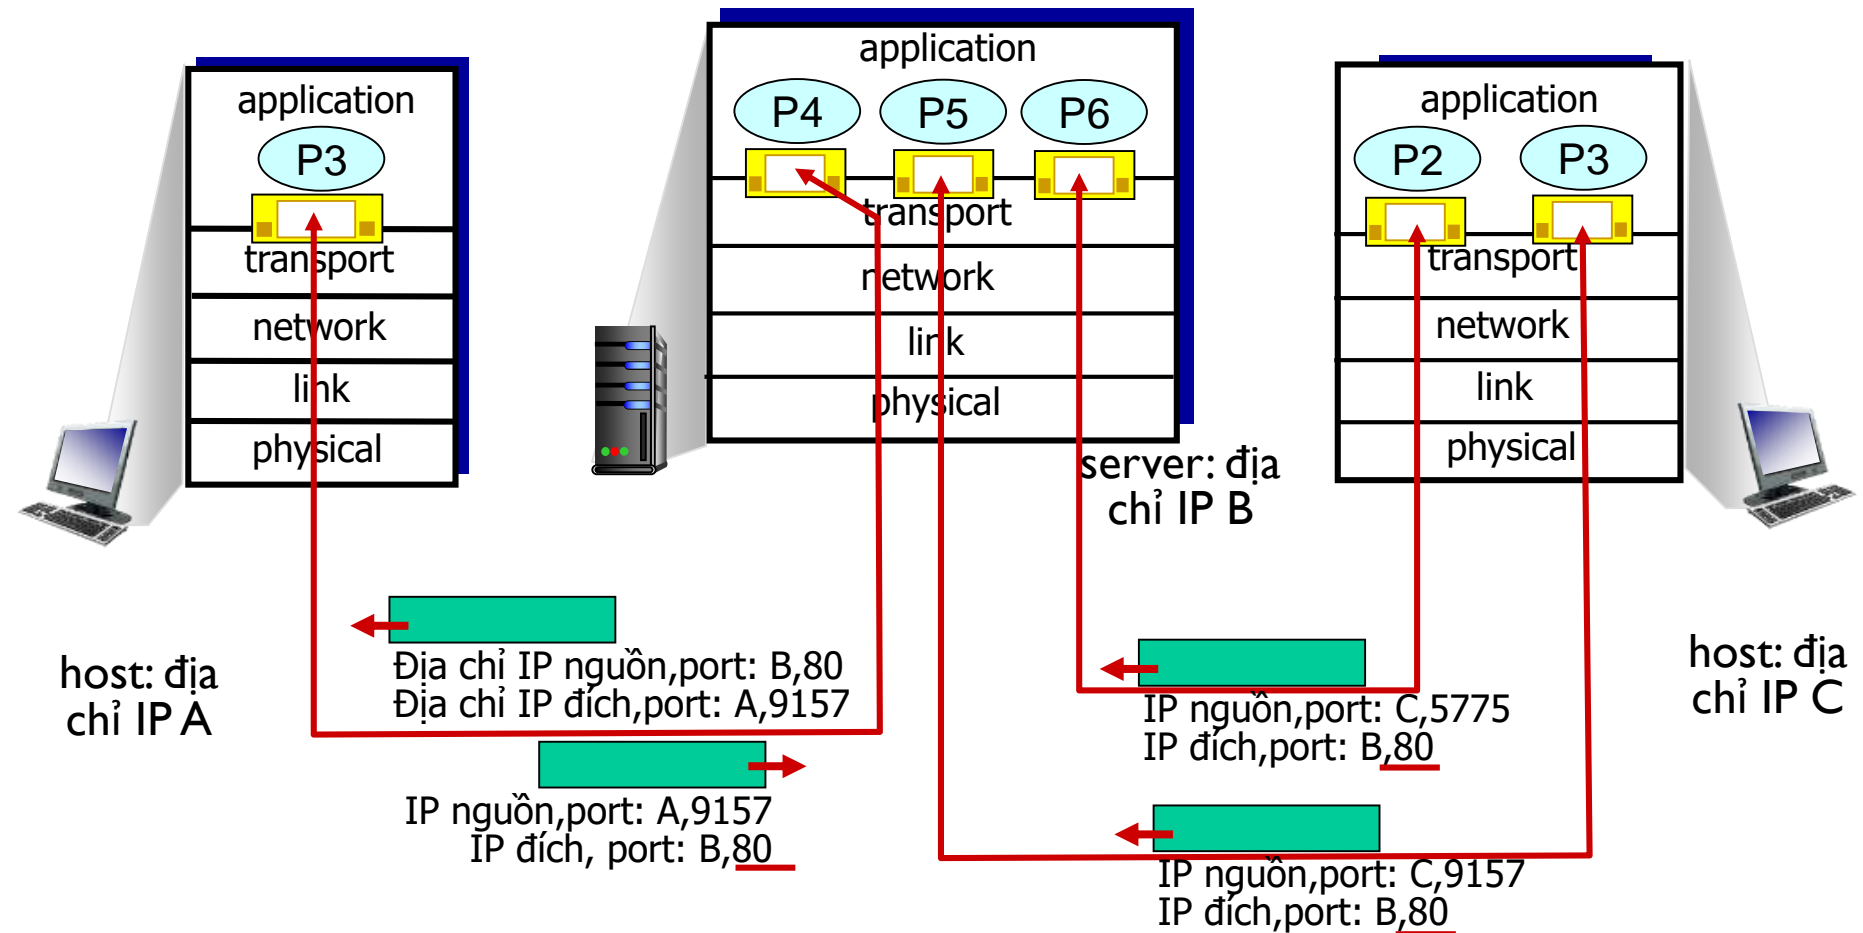 application
P3
transport
network
link
physical
application
P4 P5 P6
transport
network
link
physical
application
P2 P3
transport
network
link
physical
server: địa
chỉ IP B
host: địa
chỉ IP A
host: địa
chỉ IP C
Địa chỉ IP nguồn,port: B,80
Địa chỉ IP đích,port: A,9157
IP nguồn,port: A,9157
IP đích, port: B,80
IP nguồn,port: C,5775
IP đích,port: B,80
IP nguồn,port: C,9157
IP đích,port: B,80